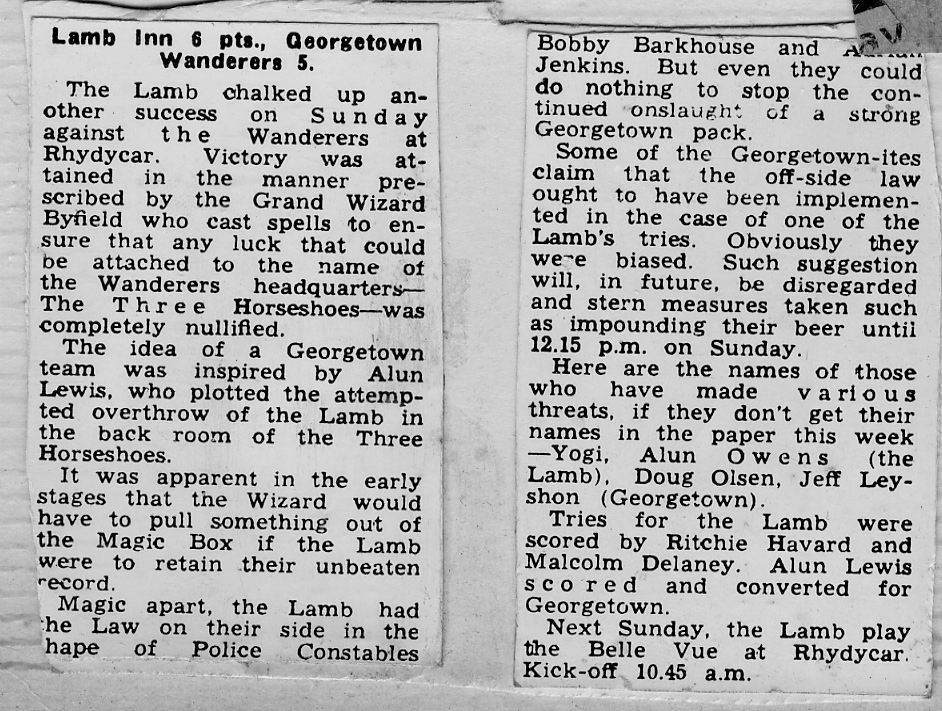 Lamb Inn 6 pts., Georgetown
Wanderers 5.
The Lamb chalked up an-
other success on Sunday
against the Wanderers at
Rhydycar. Victory was at-
tained in the manner pre-
scribed by the Grand Wizard
Byfield who cast spells to en-
sure that any luck that could
be attached to the name of
the Wanderers headquarters—
The Three Horseshoes—was
completely nullified.
The idea of a Georgetown
team was inspired by Alun
Lewis, who plotted the attemp-
ted overthrow of the Lamb in
the back room of the Three
Horseshoes.
It was apparent in the early
stages that the Wizard would
have to pull something out of
the Magic Box if the Lamb
were to retain their unbeaten
record.
Magic apart, the Lamb had
he Law on their side in the
hape of Police Constables
Bobby Barkhouse and
Jenkins. But even they could
do nothing to stop the con-
tinued onslaught of a strong
Georgetown pack.
Some of the Georgetown-ites
claim that the off-side law
ought to have been implemen-
ted in the case of one of the
Lamb's tries. Obviously they
were biased. Such suggestion
will, in future, be disregarded
and stern measures taken such
as impounding their beer until
12.15 p.m. on Sunday.
Here are the names of those
who have made various
threats, if they don't get their
names in the paper this week
—Yogi, Alun Owens (the
Lamb), Doug Olsen, Jeff Ley-
shon (Georgetown).
Tries for the Lamb were
scored by Ritchie Havard and
Malcolm Delaney. Alun Lewis
scored and converted for
Georgetown.
Next Sunday, the Lamb play
the Belle Vue at Rhydycar.
Kick-off 10.45 a.m.